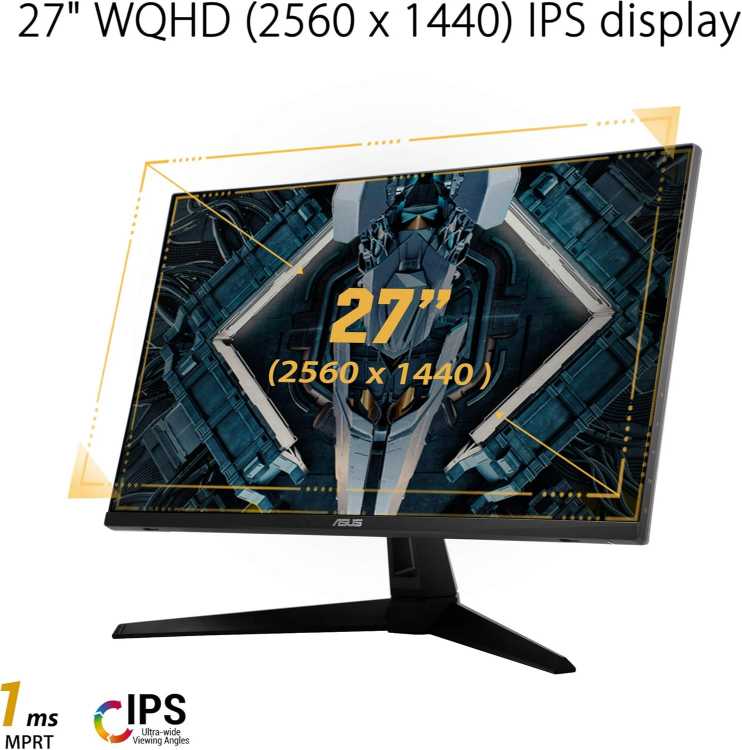 27" WQHD (2560 x 1440) IPS display
27”
(2560 x 1440 )
ASUS
1 ms
MPRT
IPS
Ultra-wide
Viewing Angles